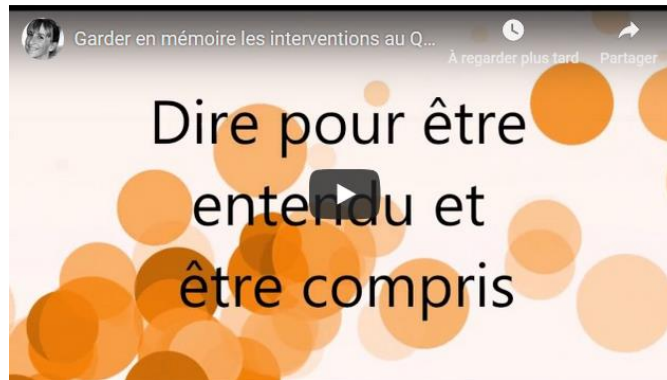 Garder en mémoire les interventions au Q...
À regarder plus tard
Partager
Dire pour être
entendu et
être compris